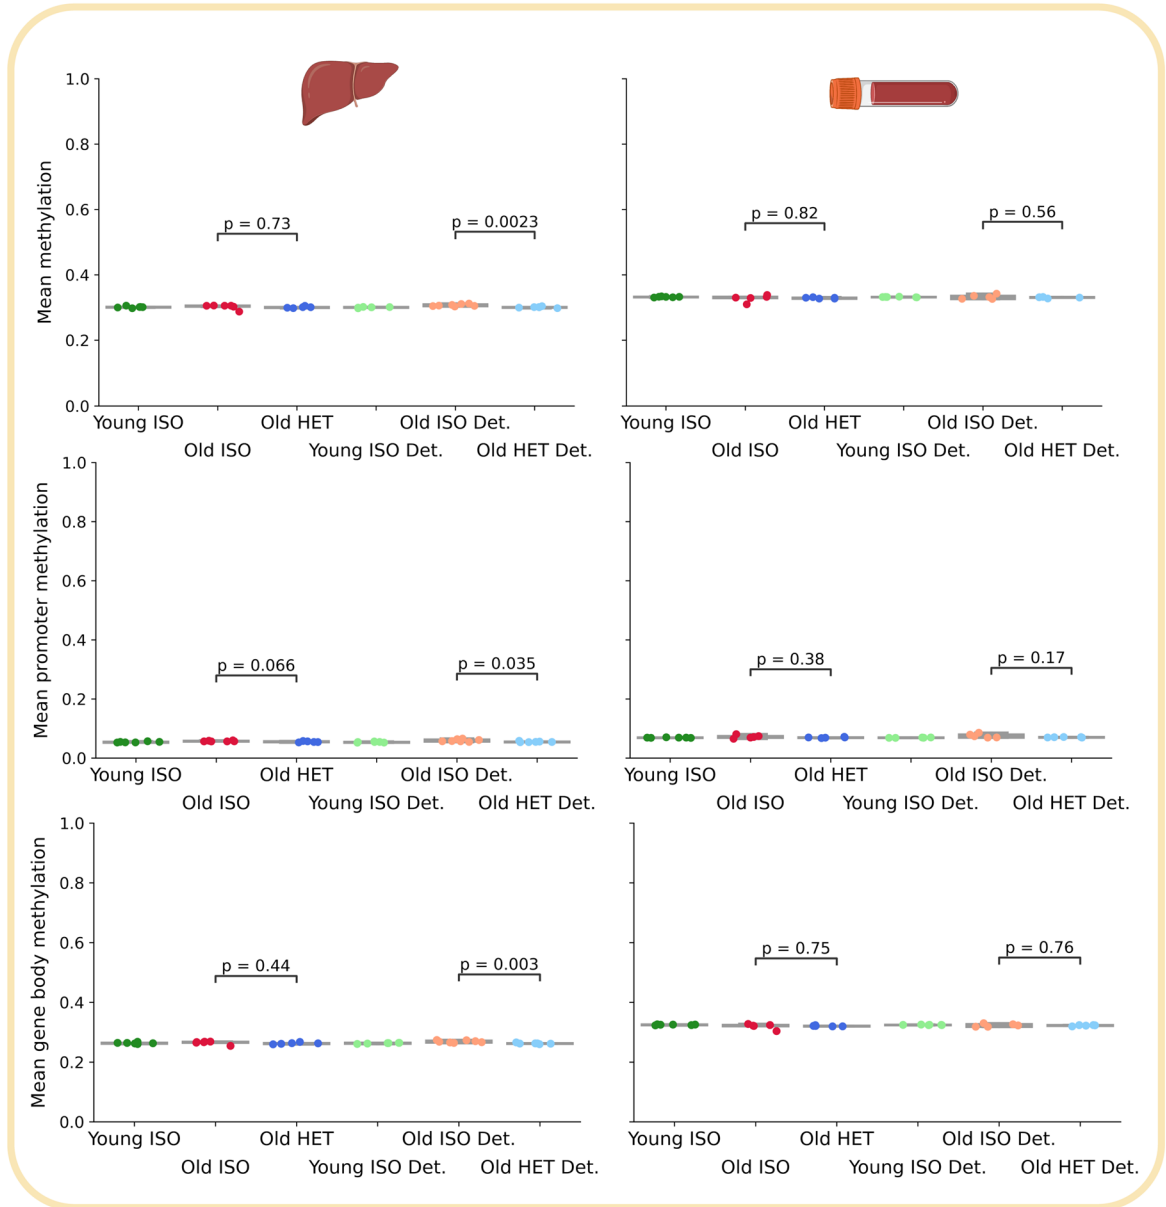 Mean methylation
1.0
0.8
0.6
0.4
0.2
0.0
p = 0.73
p = 0.0023
Young ISO
Old ISO
Old HET
Young ISO Det.
Old ISO Det.
Old HET Det.
p = 0.82
p = 0.56
Young ISO
Old ISO
Old HET
Young ISO Det.
Old ISO Det.
Old HET Det.
Mean promoter methylation
1.0
0.8
0.6
0.4
0.2
0.0
p = 0.066
p = 0.035
Young ISO
Old ISO
Old HET
Young ISO Det.
Old ISO Det.
Old HET Det.
p = 0.38
p = 0.17
Young ISO
Old ISO
Old HET
Young ISO Det.
Old ISO Det.
Old HET Det.
Mean gene body methylation
1.0
0.8
0.6
0.4
0.2
0.0
p = 0.44
p = 0.003
Young ISO
Old ISO
Old HET
Young ISO Det.
Old ISO Det.
Old HET Det.
p = 0.75
p = 0.76
Young ISO
Old ISO
Old HET
Young ISO Det.
Old ISO Det.
Old HET Det.